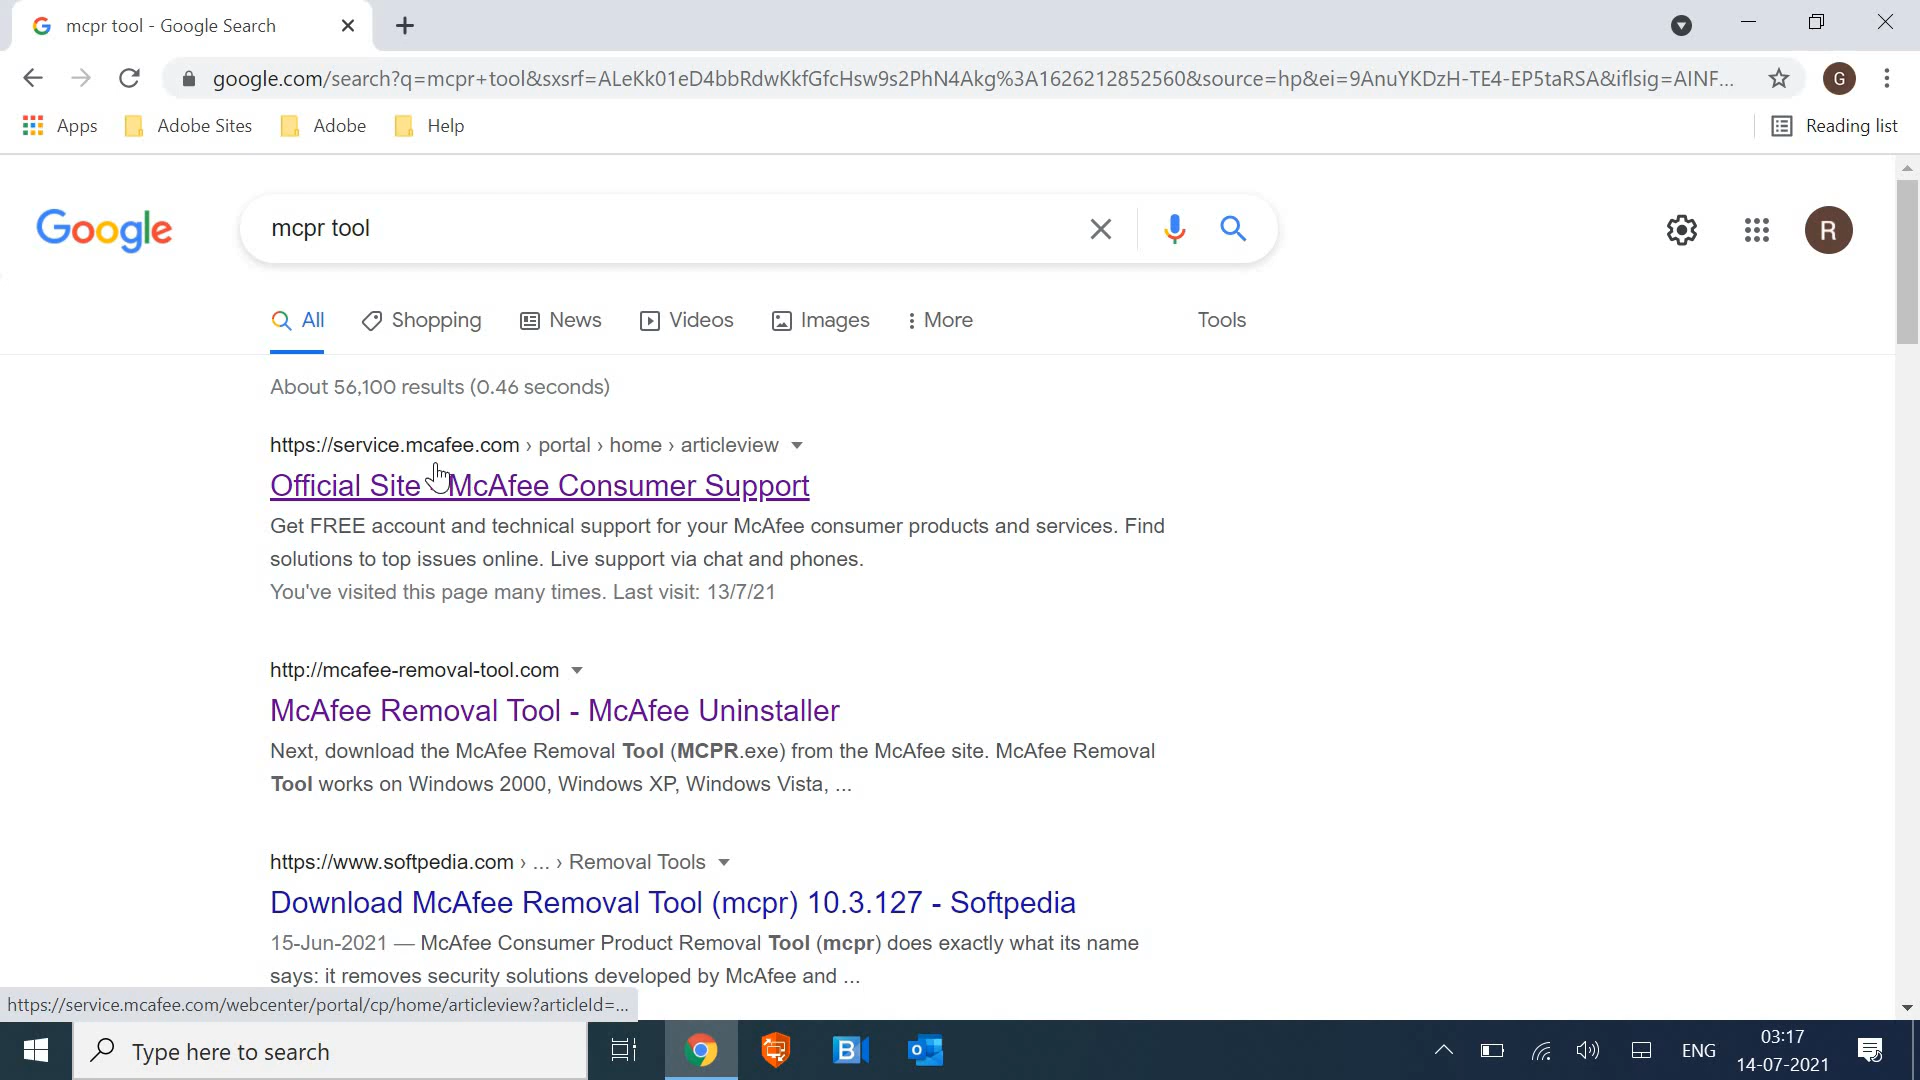 mcpr tool - Google Search
google.com/search?q=mcpr+tool&sxsrf=ALeKk01eD4bbRdwKkfGfcHsw9s2PhN4Akg%3A1626212852560&source=hp&ei=9AnuYKDzH-TE4-EP5taRSA&iflsig=AINF...
G
Apps Adobe Sites Adobe Help Reading list
Google mcpr tool R
All Shopping News Videos Images More Tools
About 56,100 results (0.46 seconds)
https://service.mcafee.com › portal › home › articleview
Official Site - McAfee Consumer Support
Get FREE account and technical support for your McAfee consumer products and services. Find
solutions to top issues online. Live support via chat and phones.
You've visited this page many times. Last visit: 13/7/21
http://mcafee-removal-tool.com
McAfee Removal Tool - McAfee Uninstaller
Next, download the McAfee Removal Tool (MCPR.exe) from the McAfee site. McAfee Removal
Tool works on Windows 2000, Windows XP, Windows Vista, ...
https://www.softpedia.com › ... › Removal Tools
Download McAfee Removal Tool (mcpr) 10.3.127 - Softpedia
15-Jun-2021 — McAfee Consumer Product Removal Tool (mcpr) does exactly what its name
says: it removes security solutions developed by McAfee and ...
https://service.mcafee.com/webcenter/portal/cp/home/articleview?articleId=...
Type here to search
ENG
03:17
14-07-2021